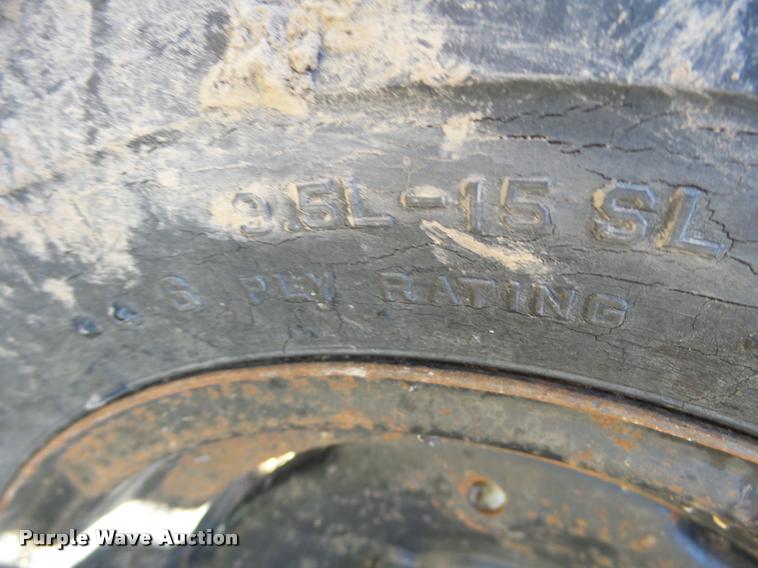 9.5L-15 SL
6 PLY RATING
Purple Wave Auction